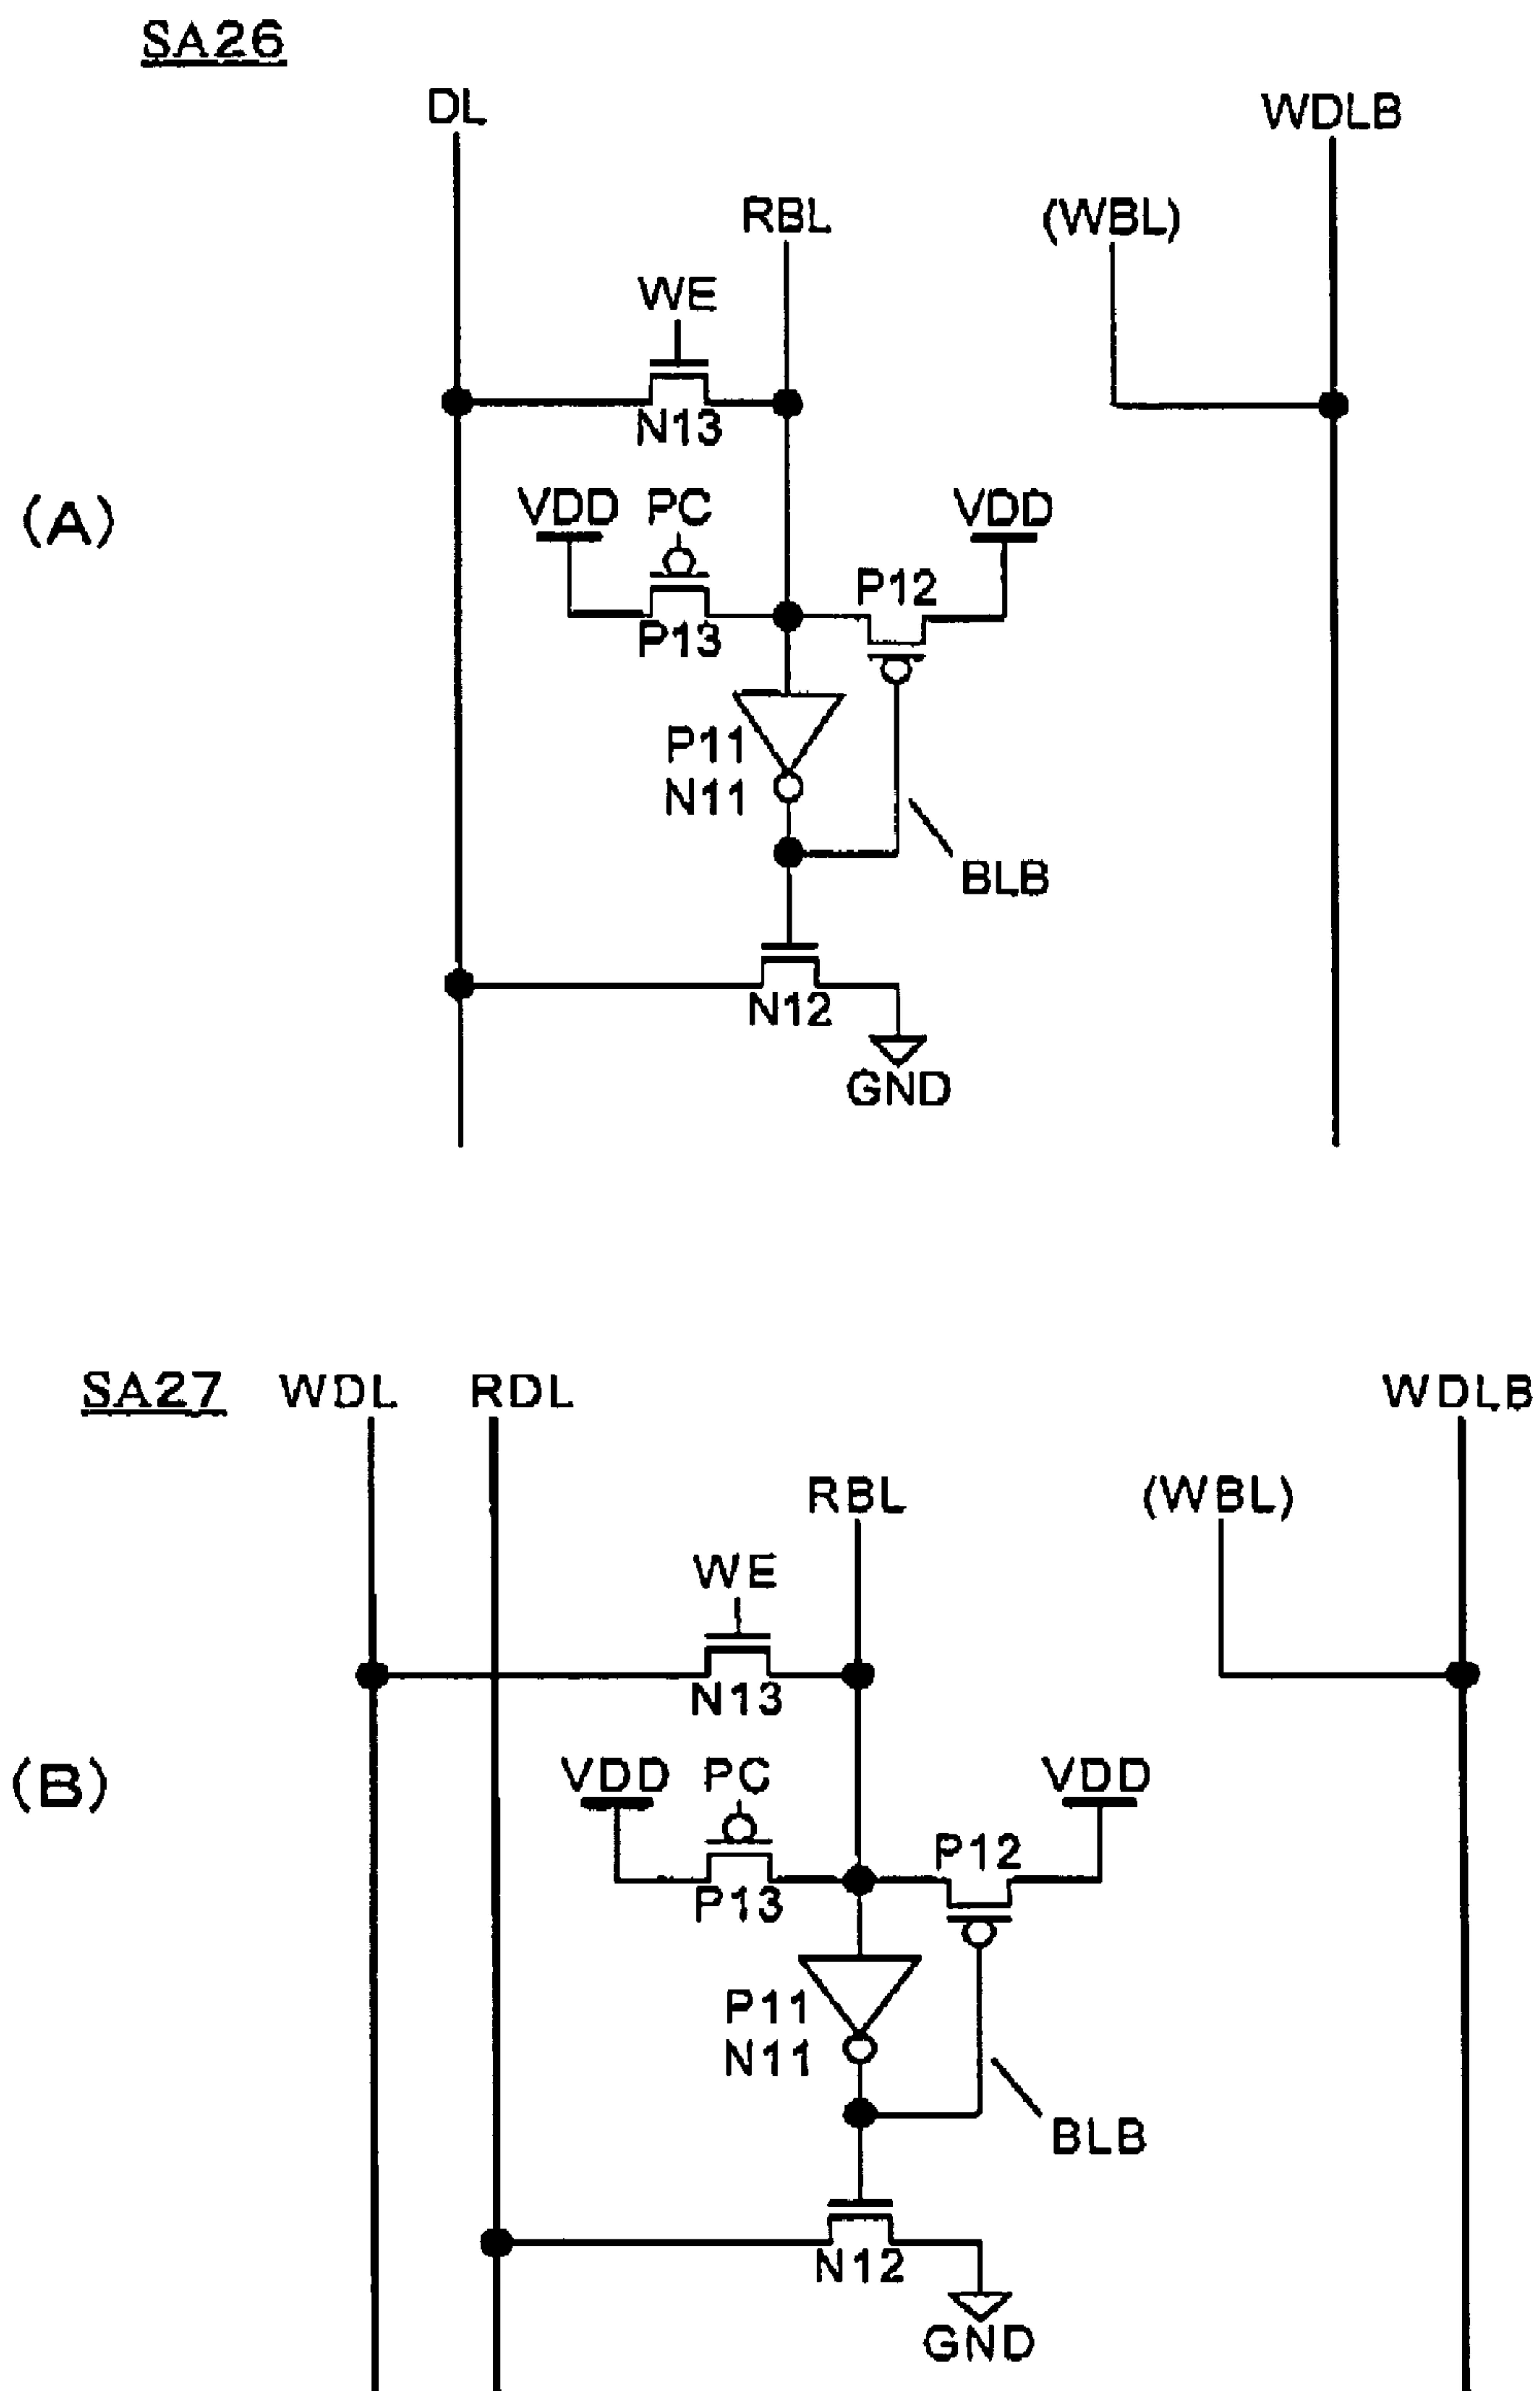 SA26
DL
WDLB
RBL
(WBL)
WE
N13
(A)
VDD
PC
VDD
P12
P13
P11
N11
BLB
N12
GND
SA27
WDL
RDL
WDLB
RBL
(WBL)
WE
N13
(B)
VDD
PC
VDD
P12
P13
P11
N11
BLB
N12
GND